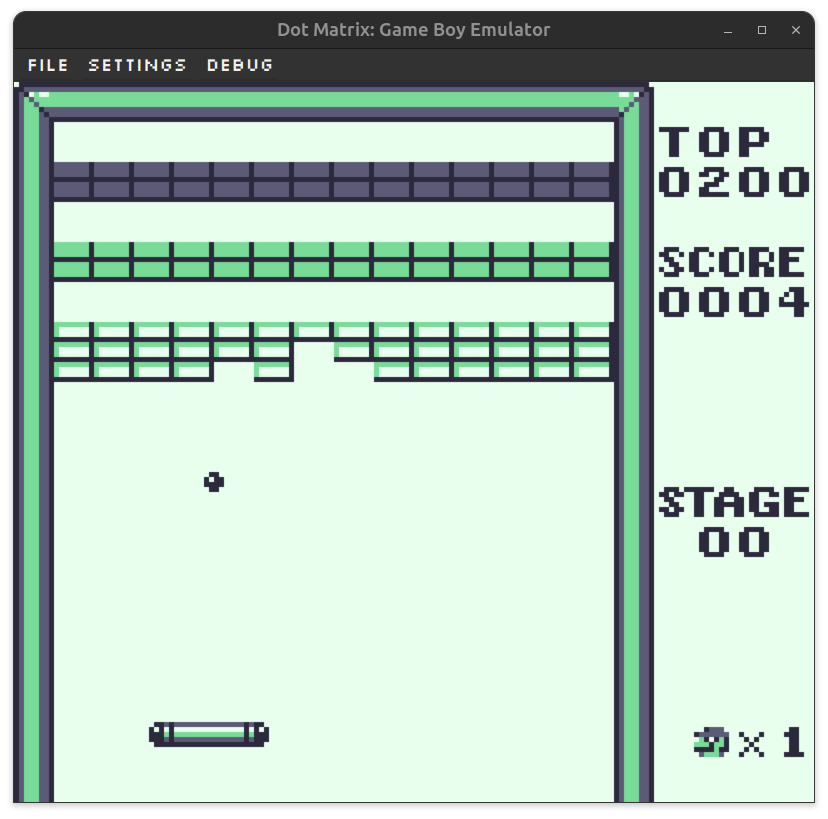 Dot Matrix: Game Boy Emulator
FILE SETTINGS DEBUG
TOP
0200
SCORE
0004
STAGE
00
× 1